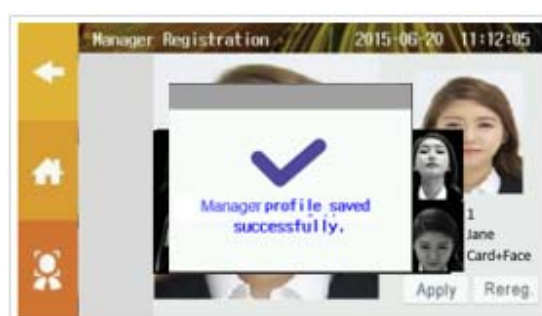 Manager Registration 2015-06-20 11:12:05
Manager profile saved
successfully.
1
Jane
Card+Face
Apply Rereg.